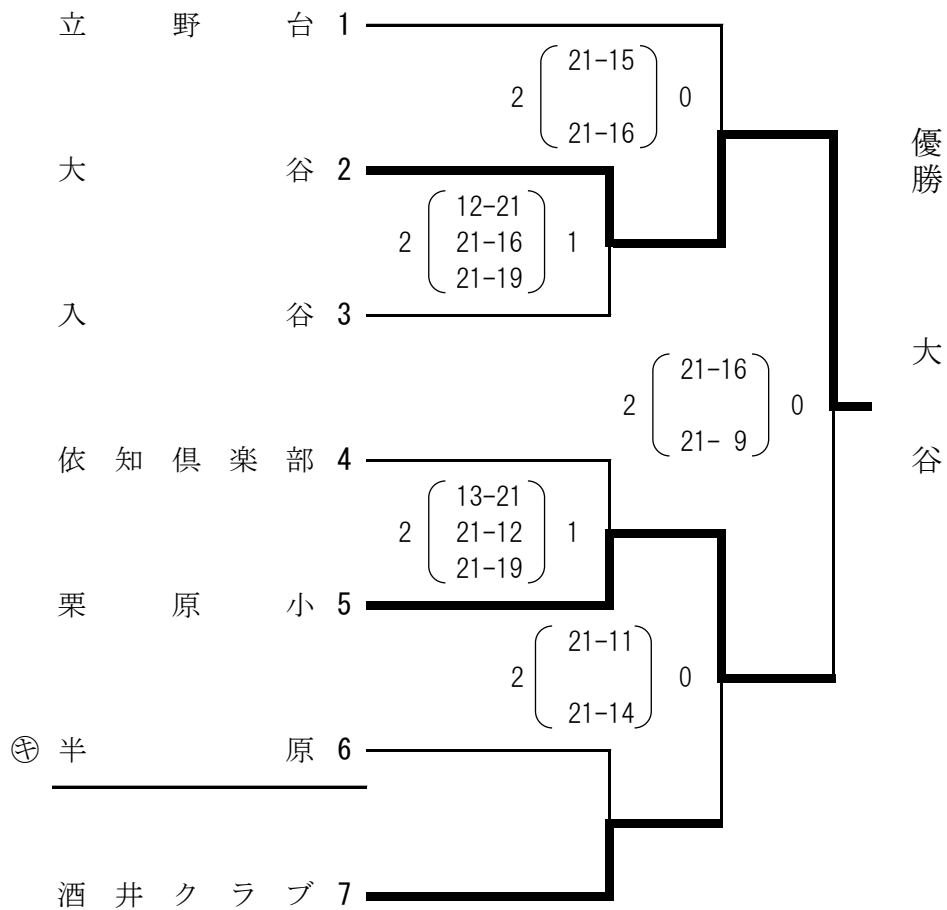 立野台 1
21-15
2 0
21-16
優勝
大谷 2
12-21
2 21-16 1
21-19
入谷 3
大谷
21-16
2 0
21- 9
依知倶楽部 4
13-21
2 21-12 1
21-19
栗原小 5
21-11
2 0
21-14
㋖ 半原 6
酒井クラブ 7